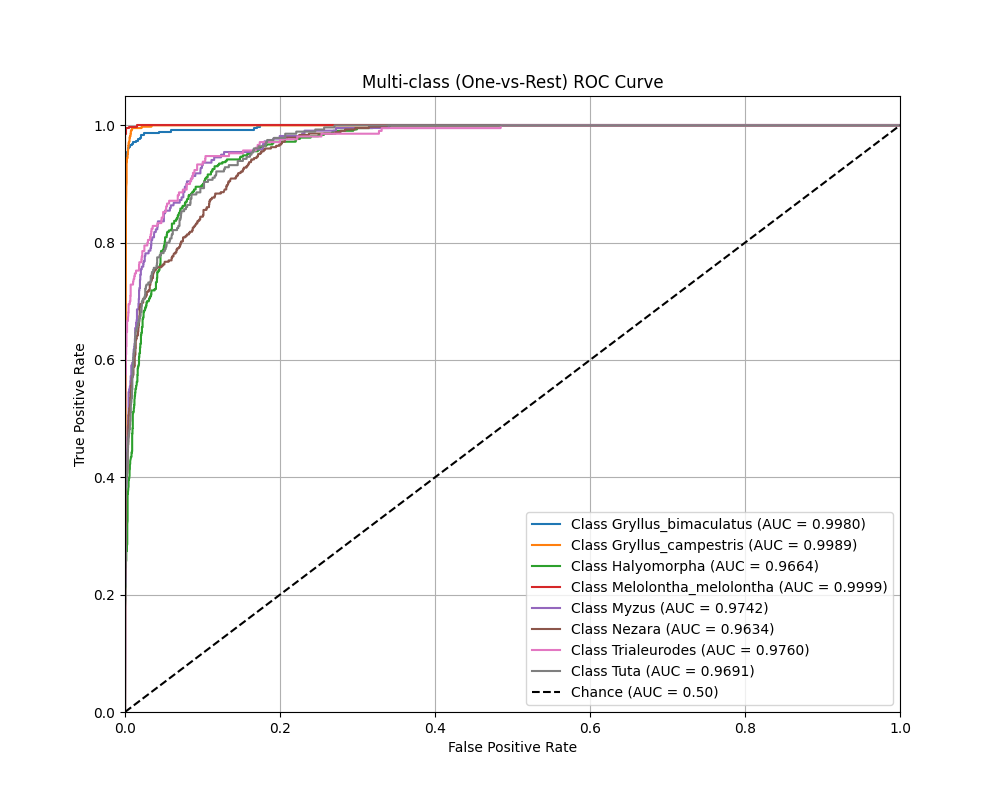 Multi-class (One-vs-Rest) ROC Curve
True Positive Rate
1.0
0.8
0.6
0.4
0.2
0.0
Class Gryllus_bimaculatus (AUC = 0.9980)
Class Gryllus_campestris (AUC = 0.9989)
Class Halyomorpha (AUC = 0.9664)
Class Melolontha_melolontha (AUC = 0.9999)
Class Myzus (AUC = 0.9742)
Class Nezara (AUC = 0.9634)
Class Trialeurodes (AUC = 0.9760)
Class Tuta (AUC = 0.9691)
Chance (AUC = 0.50)
0.0 0.2 0.4 0.6 0.8 1.0
False Positive Rate